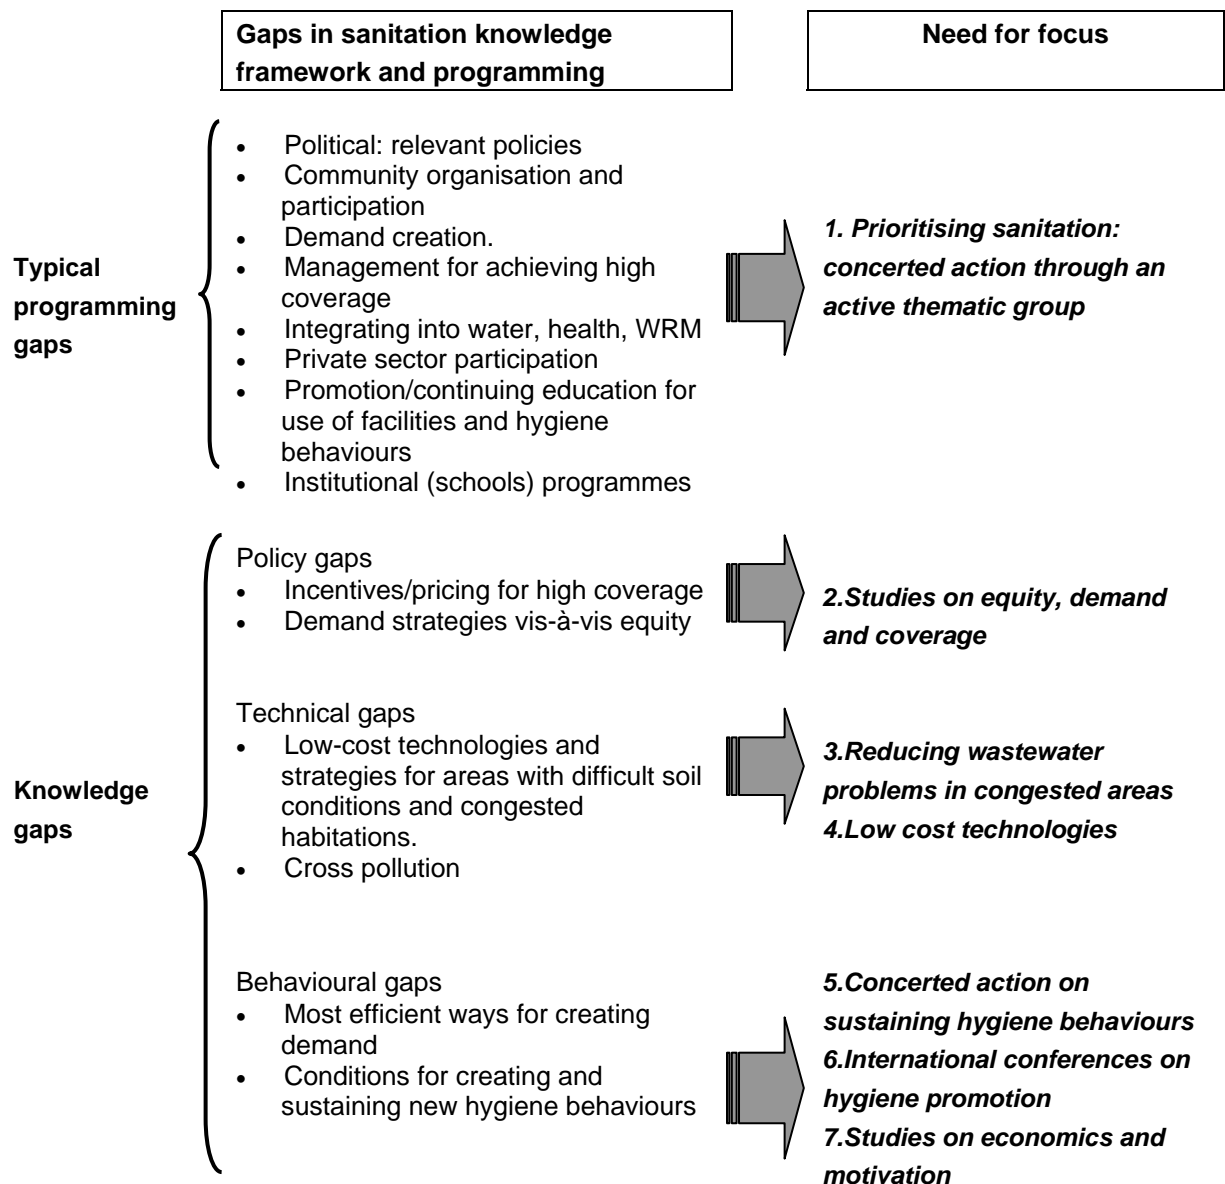 Gaps in sanitation knowledge
framework and programming
Need for focus
Typical
programming
gaps
• Political: relevant policies
• Community organisation and
participation
• Demand creation.
• Management for achieving high
coverage
• Integrating into water, health, WRM
• Private sector participation
• Promotion/continuing education for
use of facilities and hygiene
behaviours
• Institutional (schools) programmes
1. Prioritising sanitation:
concerted action through an
active thematic group
Knowledge
gaps
Policy gaps
• Incentives/pricing for high coverage
• Demand strategies vis-à-vis equity
2.Studies on equity, demand
and coverage
Technical gaps
• Low-cost technologies and
strategies for areas with difficult soil
conditions and congested
habitations.
• Cross pollution
3.Reducing wastewater
problems in congested areas
4.Low cost technologies
Behavioural gaps
• Most efficient ways for creating
demand
• Conditions for creating and
sustaining new hygiene behaviours
5.Concerted action on
sustaining hygiene behaviours
6.International conferences on
hygiene promotion
7.Studies on economics and
motivation